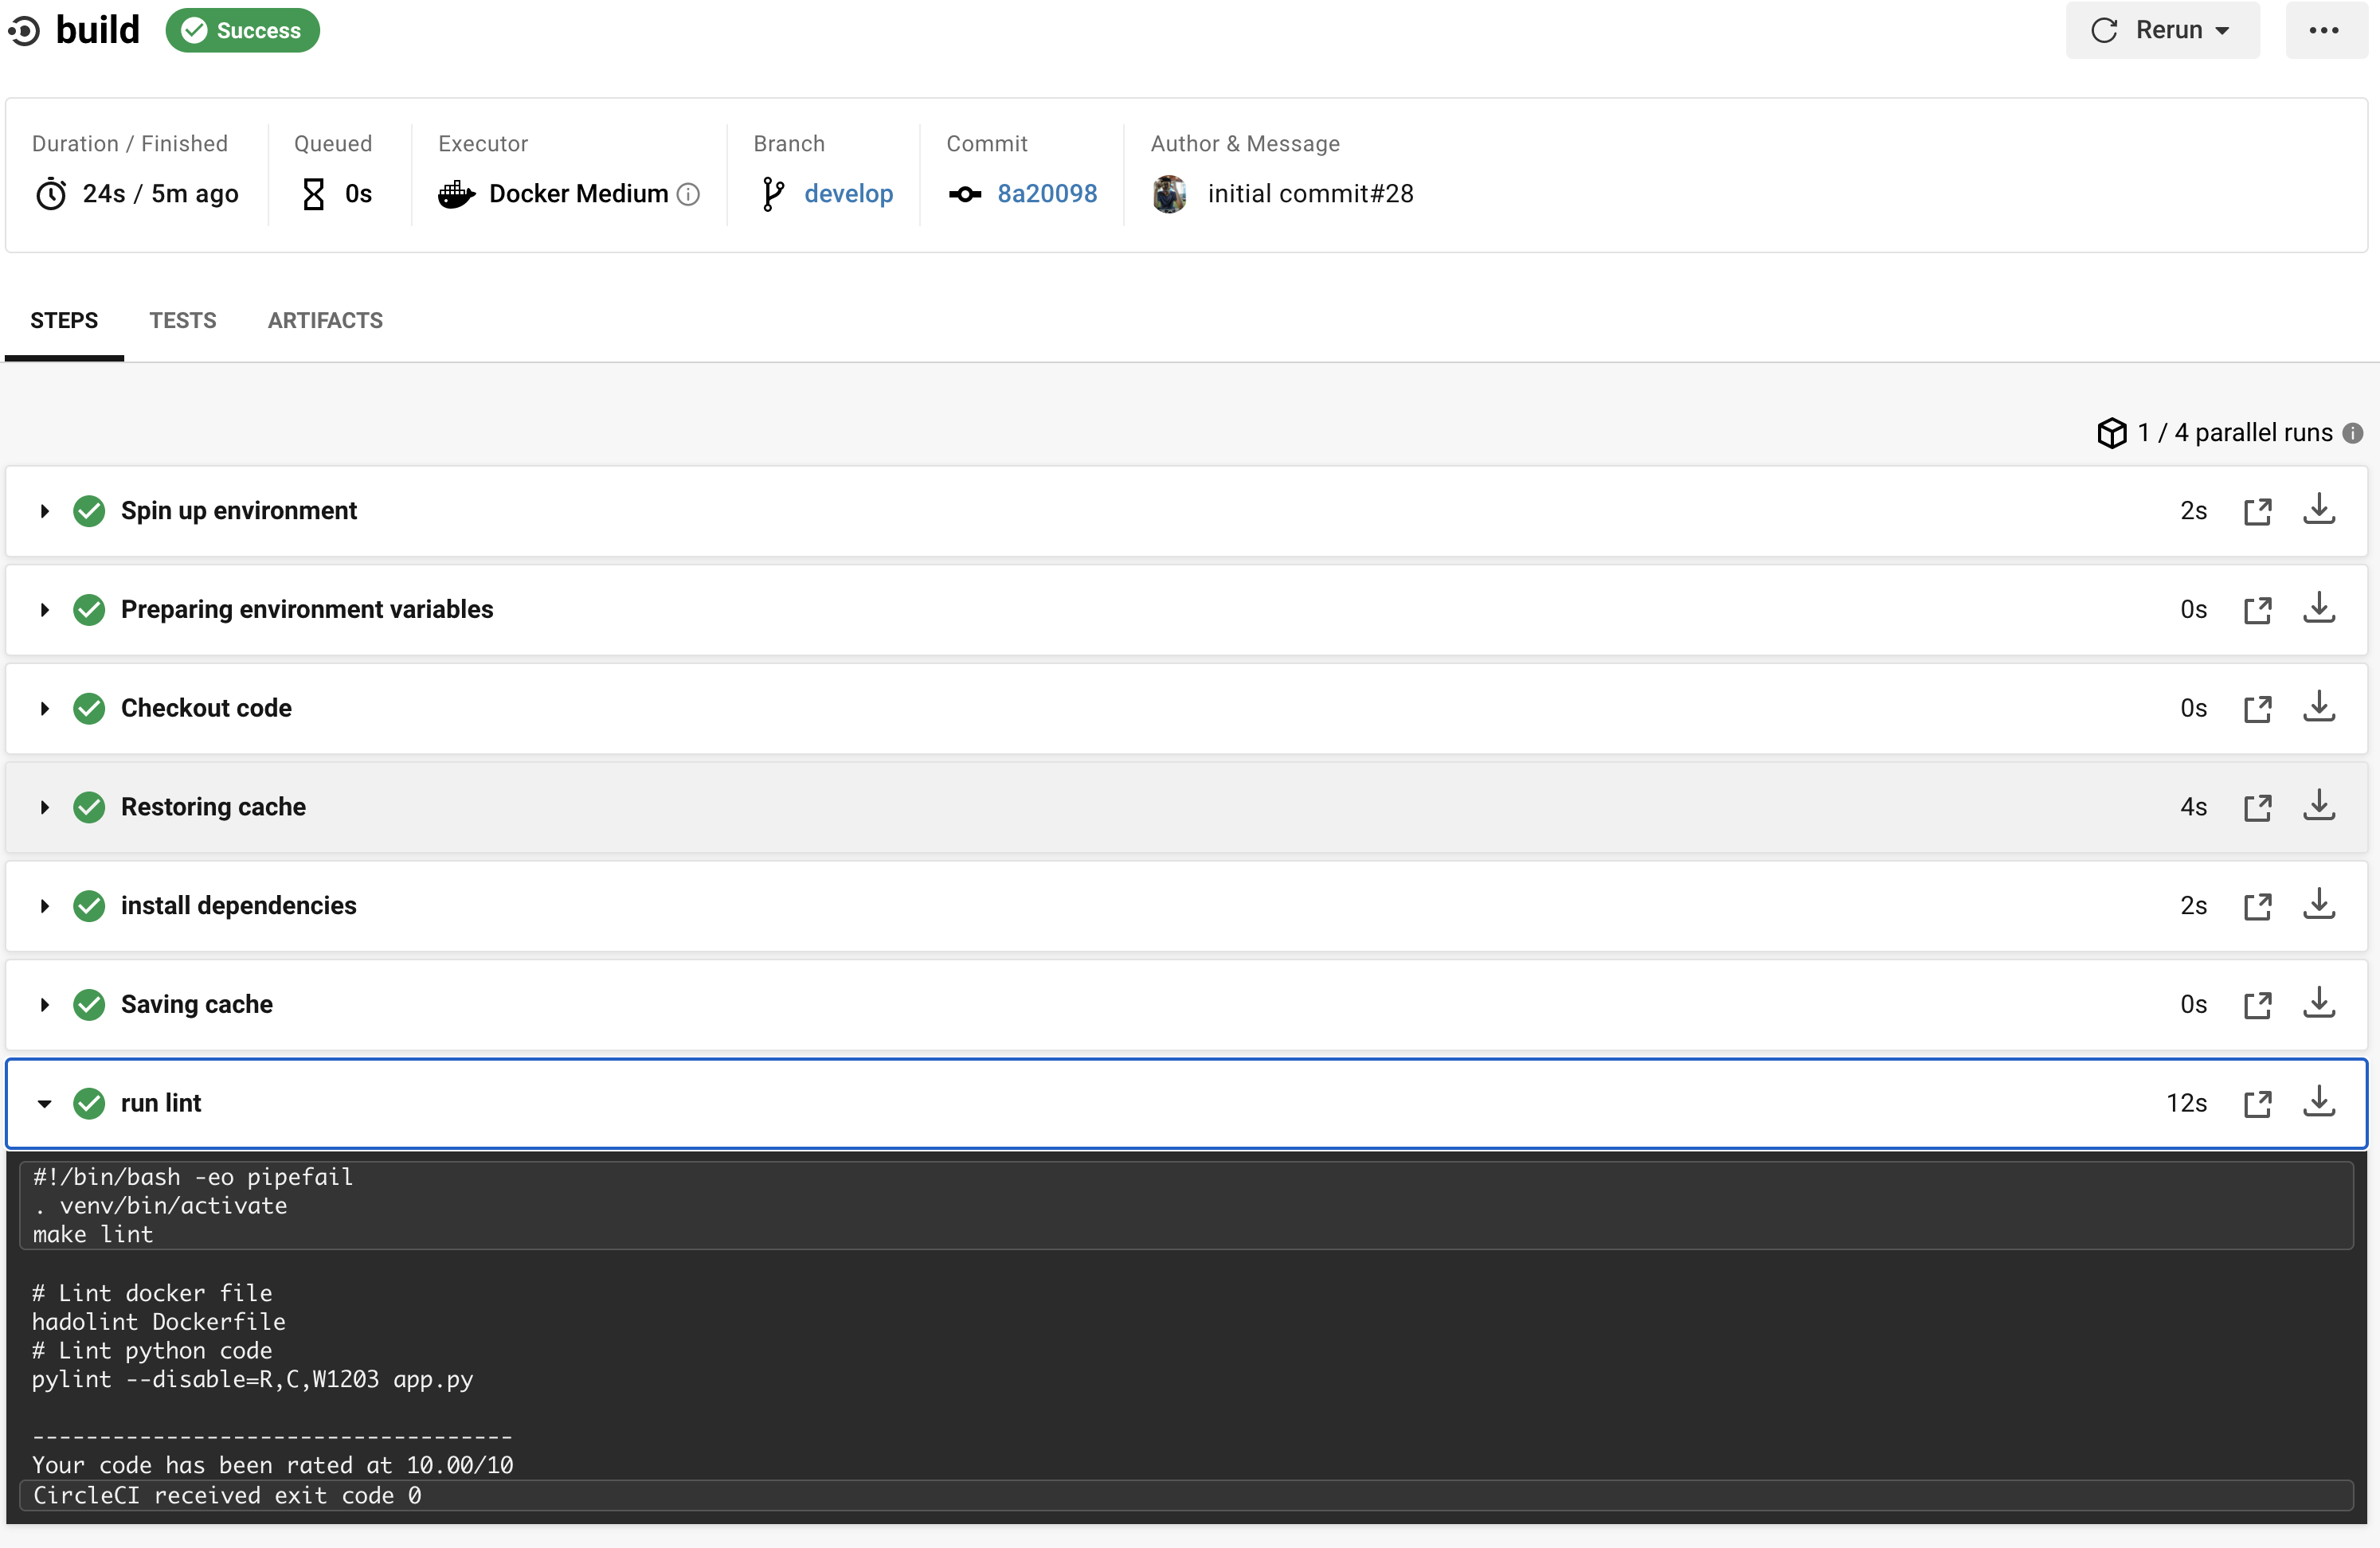 build Success Rerun
Duration / Finished Queued Executor Branch Commit Author & Message
24s / 5m ago 0s Docker Medium develop 8a20098 initial commit#28
STEPS TESTS ARTIFACTS
1 / 4 parallel runs
Spin up environment 2s
Preparing environment variables 0s
Checkout code 0s
Restoring cache 4s
install dependencies 2s
Saving cache 0s
run lint 12s
#!/bin/bash -eo pipefail
. venv/bin/activate
make lint
# Lint docker file
hadolint Dockerfile
# Lint python code
pylint --disable=R,C,W1203 app.py
------------------------------------
Your code has been rated at 10.00/10
CircleCI received exit code 0